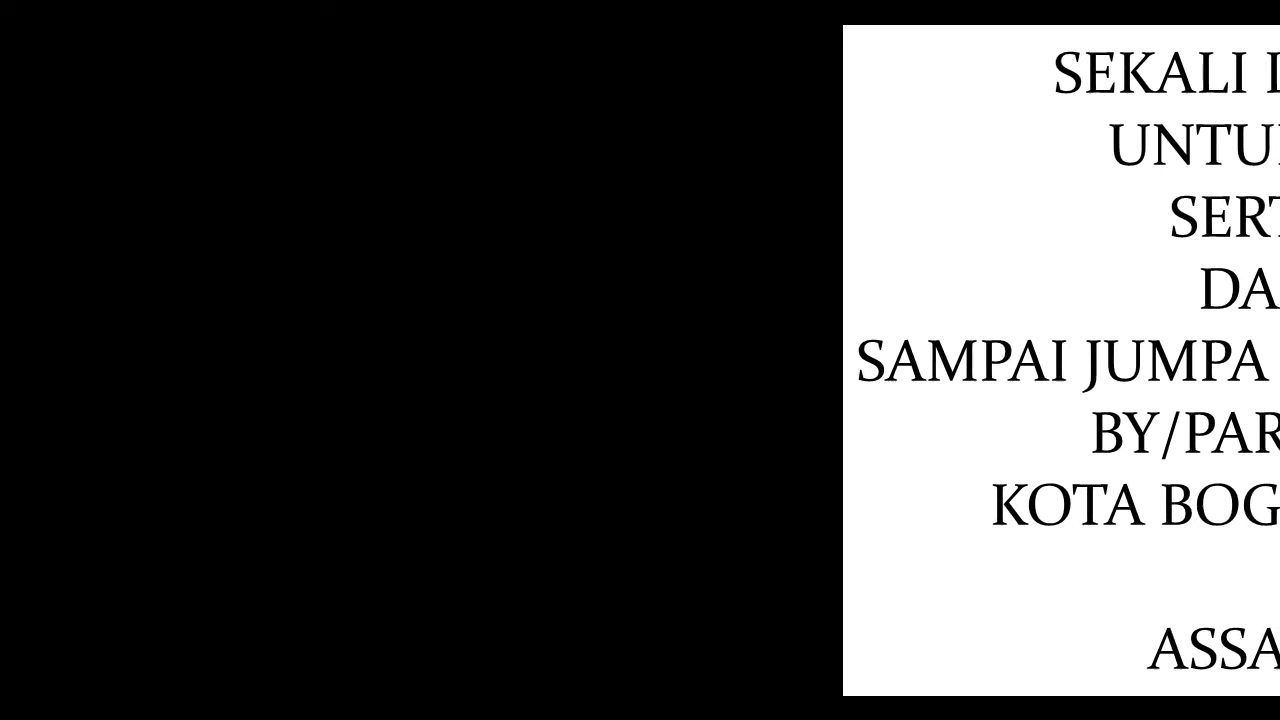 SEKALI
UNTU
SERT
DA
SAMPAI JUMPA
BY/PAR
KOTA BOG
ASSA